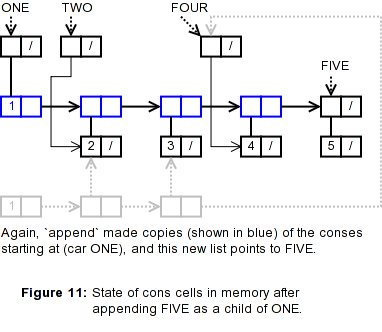 ONE TWO FOUR
/ / /
FIVE
1 /
2 / 3 / 4 / 5 /
1
Again, `append` made copies (shown in blue) of the conses
starting at (car ONE), and this new list points to FIVE.
Figure 11: State of cons cells in memory after
appending FIVE as a child of ONE.